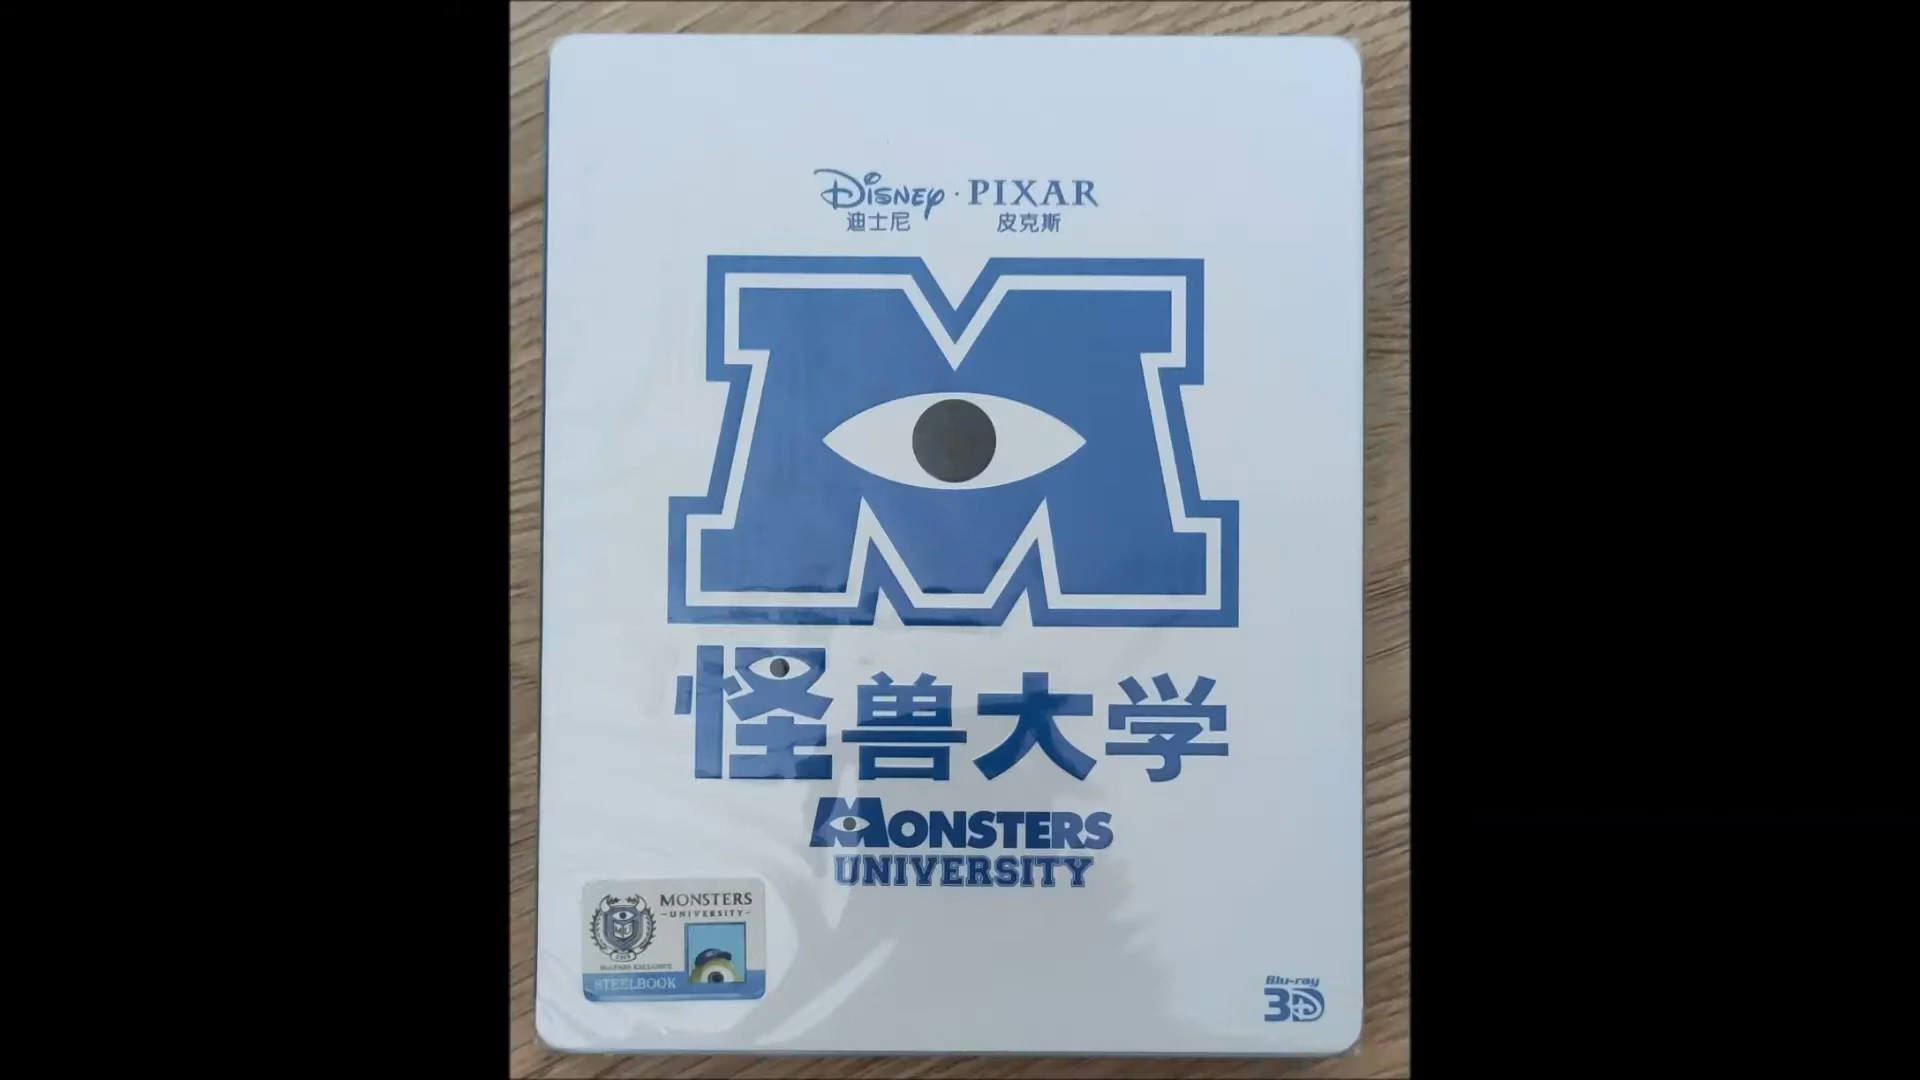 Disney · PIXAR
迪士尼 皮克斯
怪兽大学
MONSTERS
UNIVERSITY
MONSTERS
-UNIVERSITY-
MU
STEELBOOK
Blu-ray
3D